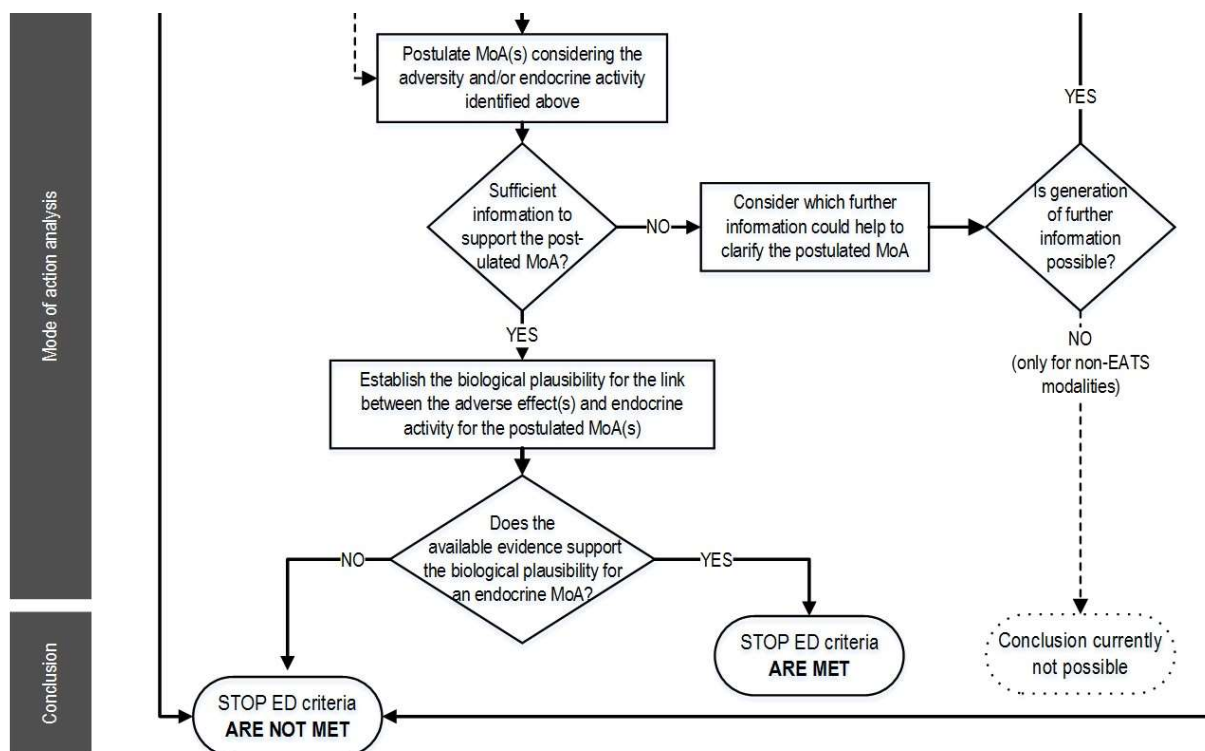 Mode of action analysis
Postulate MoA(s) considering the
adversity and/or endocrine activity
identified above
YES
Sufficient
information to
support the post-
ulated MoA?
NO
Consider which further
information could help to
clarify the postulated MoA
Is generation
of further
information
possible?
YES
NO
(only for non-EATS
modalities)
Establish the biological plausibility for the link
between the adverse effect(s) and endocrine
activity for the postulated MoA(s)
Does the
available evidence support
the biological plausibility for
an endocrine MoA?
NO
YES
Conclusion
STOP ED criteria
ARE NOT MET
STOP ED criteria
ARE MET
Conclusion currently
not possible